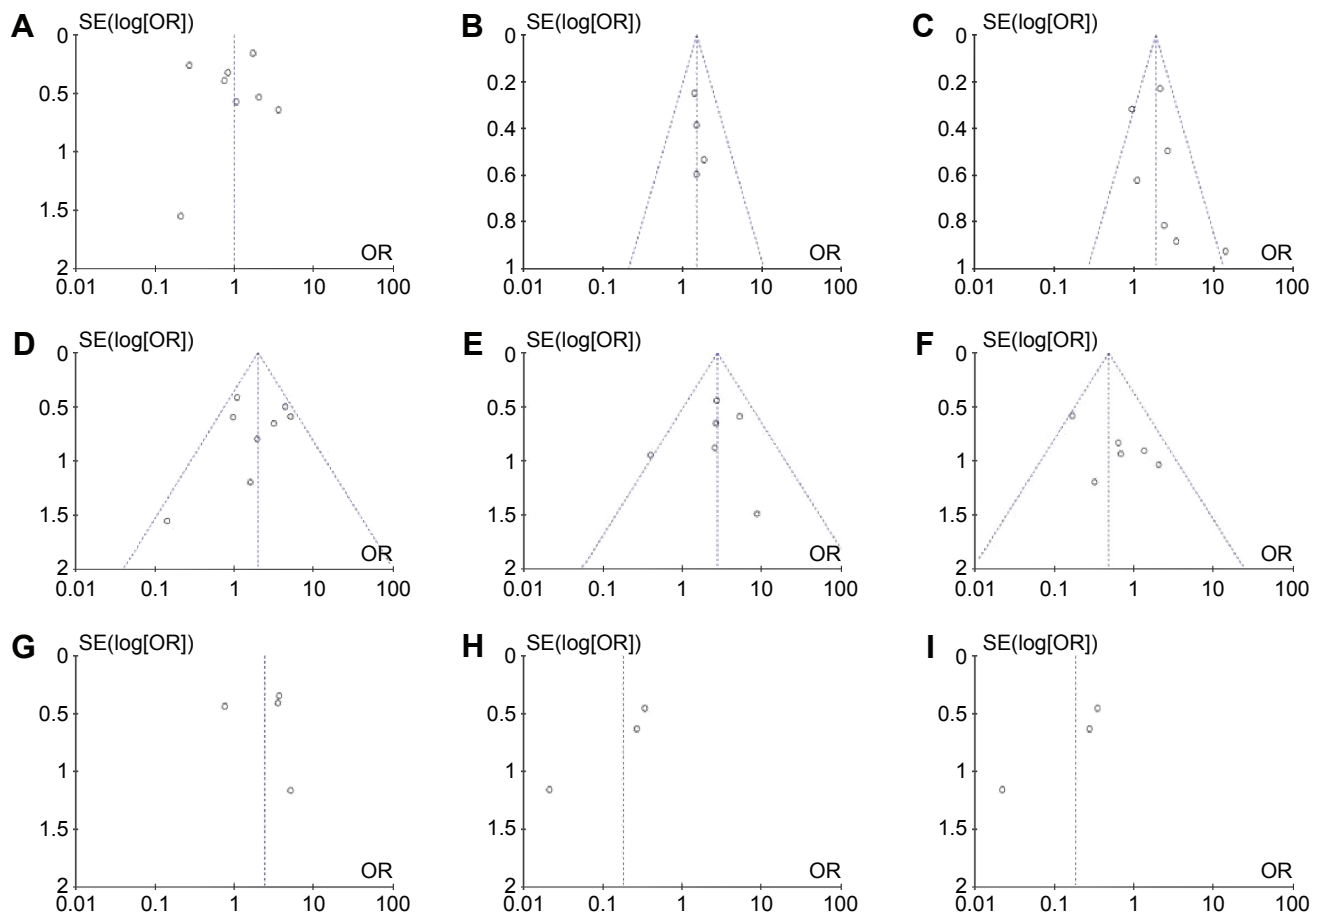 A SE(log[OR])
0
0.5
1
1.5
2
OR
0.01 0.1 1 10 100
B SE(log[OR])
0
0.2
0.4
0.6
0.8
1
OR
0.01 0.1 1 10 100
C SE(log[OR])
0
0.2
0.4
0.6
0.8
1
OR
0.01 0.1 1 10 100
D SE(log[OR])
0
0.5
1
1.5
2
OR
0.01 0.1 1 10 100
E SE(log[OR])
0
0.5
1
1.5
2
OR
0.01 0.1 1 10 100
F SE(log[OR])
0
0.5
1
1.5
2
OR
0.01 0.1 1 10 100
G SE(log[OR])
0
0.5
1
1.5
2
OR
0.01 0.1 1 10 100
H SE(log[OR])
0
0.5
1
1.5
2
OR
0.01 0.1 1 10 100
I SE(log[OR])
0
0.5
1
1.5
2
OR
0.01 0.1 1 10 100